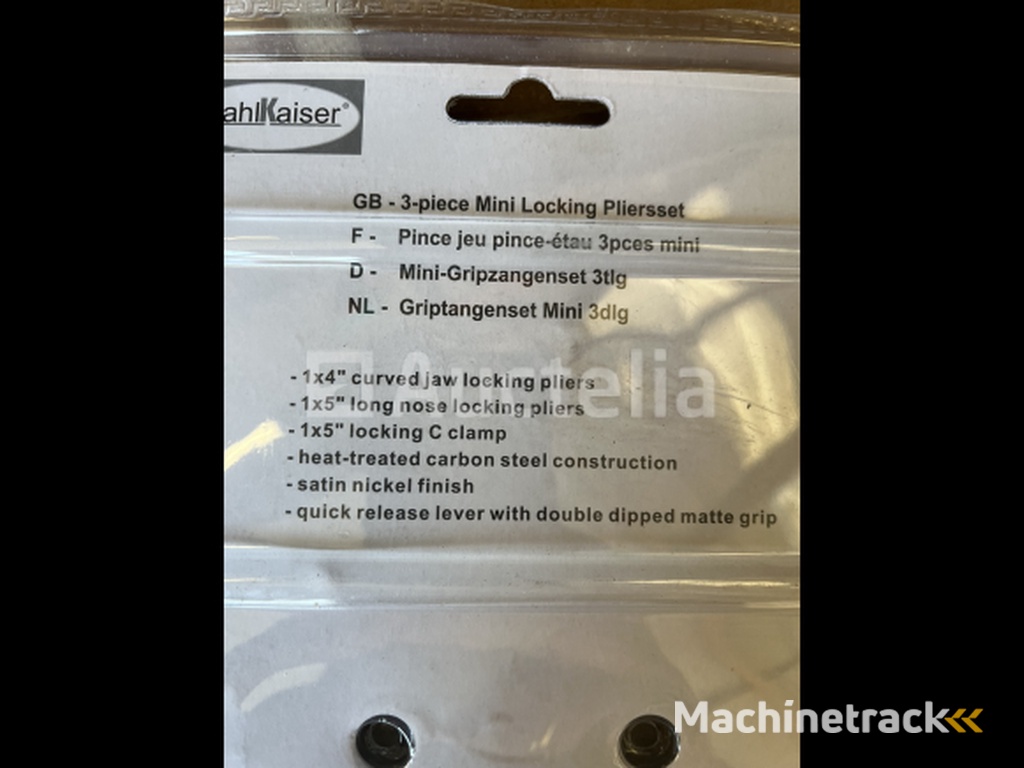 ahlKaiser®
GB - 3-piece Mini Locking Pliersset
F - Pince jeu pince-étau 3pces mini
D - Mini-Gripzangenset 3tlg
NL - Griptangenset Mini 3dlg
Auctelia
- 1x4" curved jaw locking pliers
- 1x5" long nose locking pliers
- 1x5" locking C clamp
- heat-treated carbon steel construction
- satin nickel finish
- quick release lever with double dipped matte grip
Machinetrack